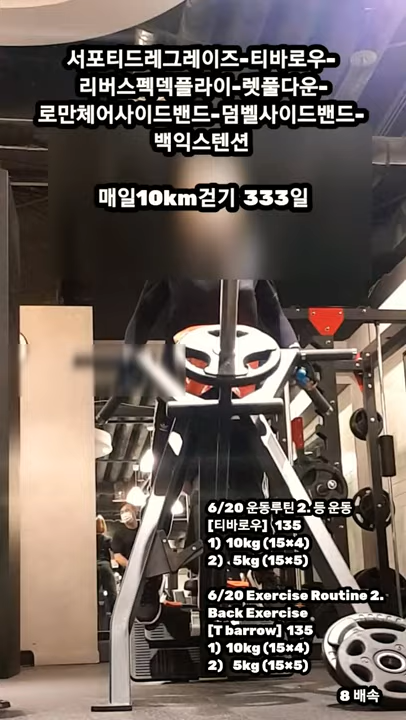 서포티드레그레이즈-티바로우-
리버스펙덱플라이-렛풀다운-
로만체어사이드밴드-덤벨사이드밴드-
백익스텐션
매일10km걷기 333일
6/20 운동루틴 2. 등 운동
[티바로우] 135
1) 10kg (15×4)
2) 5kg (15×5)
6/20 Exercise Routine 2.
Back Exercise
[T barrow] 135
1) 10kg (15×4)
2) 5kg (15×5)
8 배속